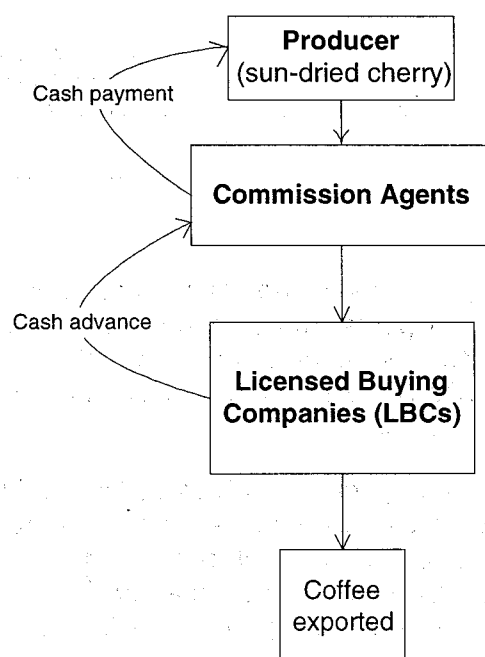 Producer
(sun-dried cherry)
Cash payment
Commission Agents
Cash advance
Licensed Buying
Companies (LBCs)
Coffee
exported